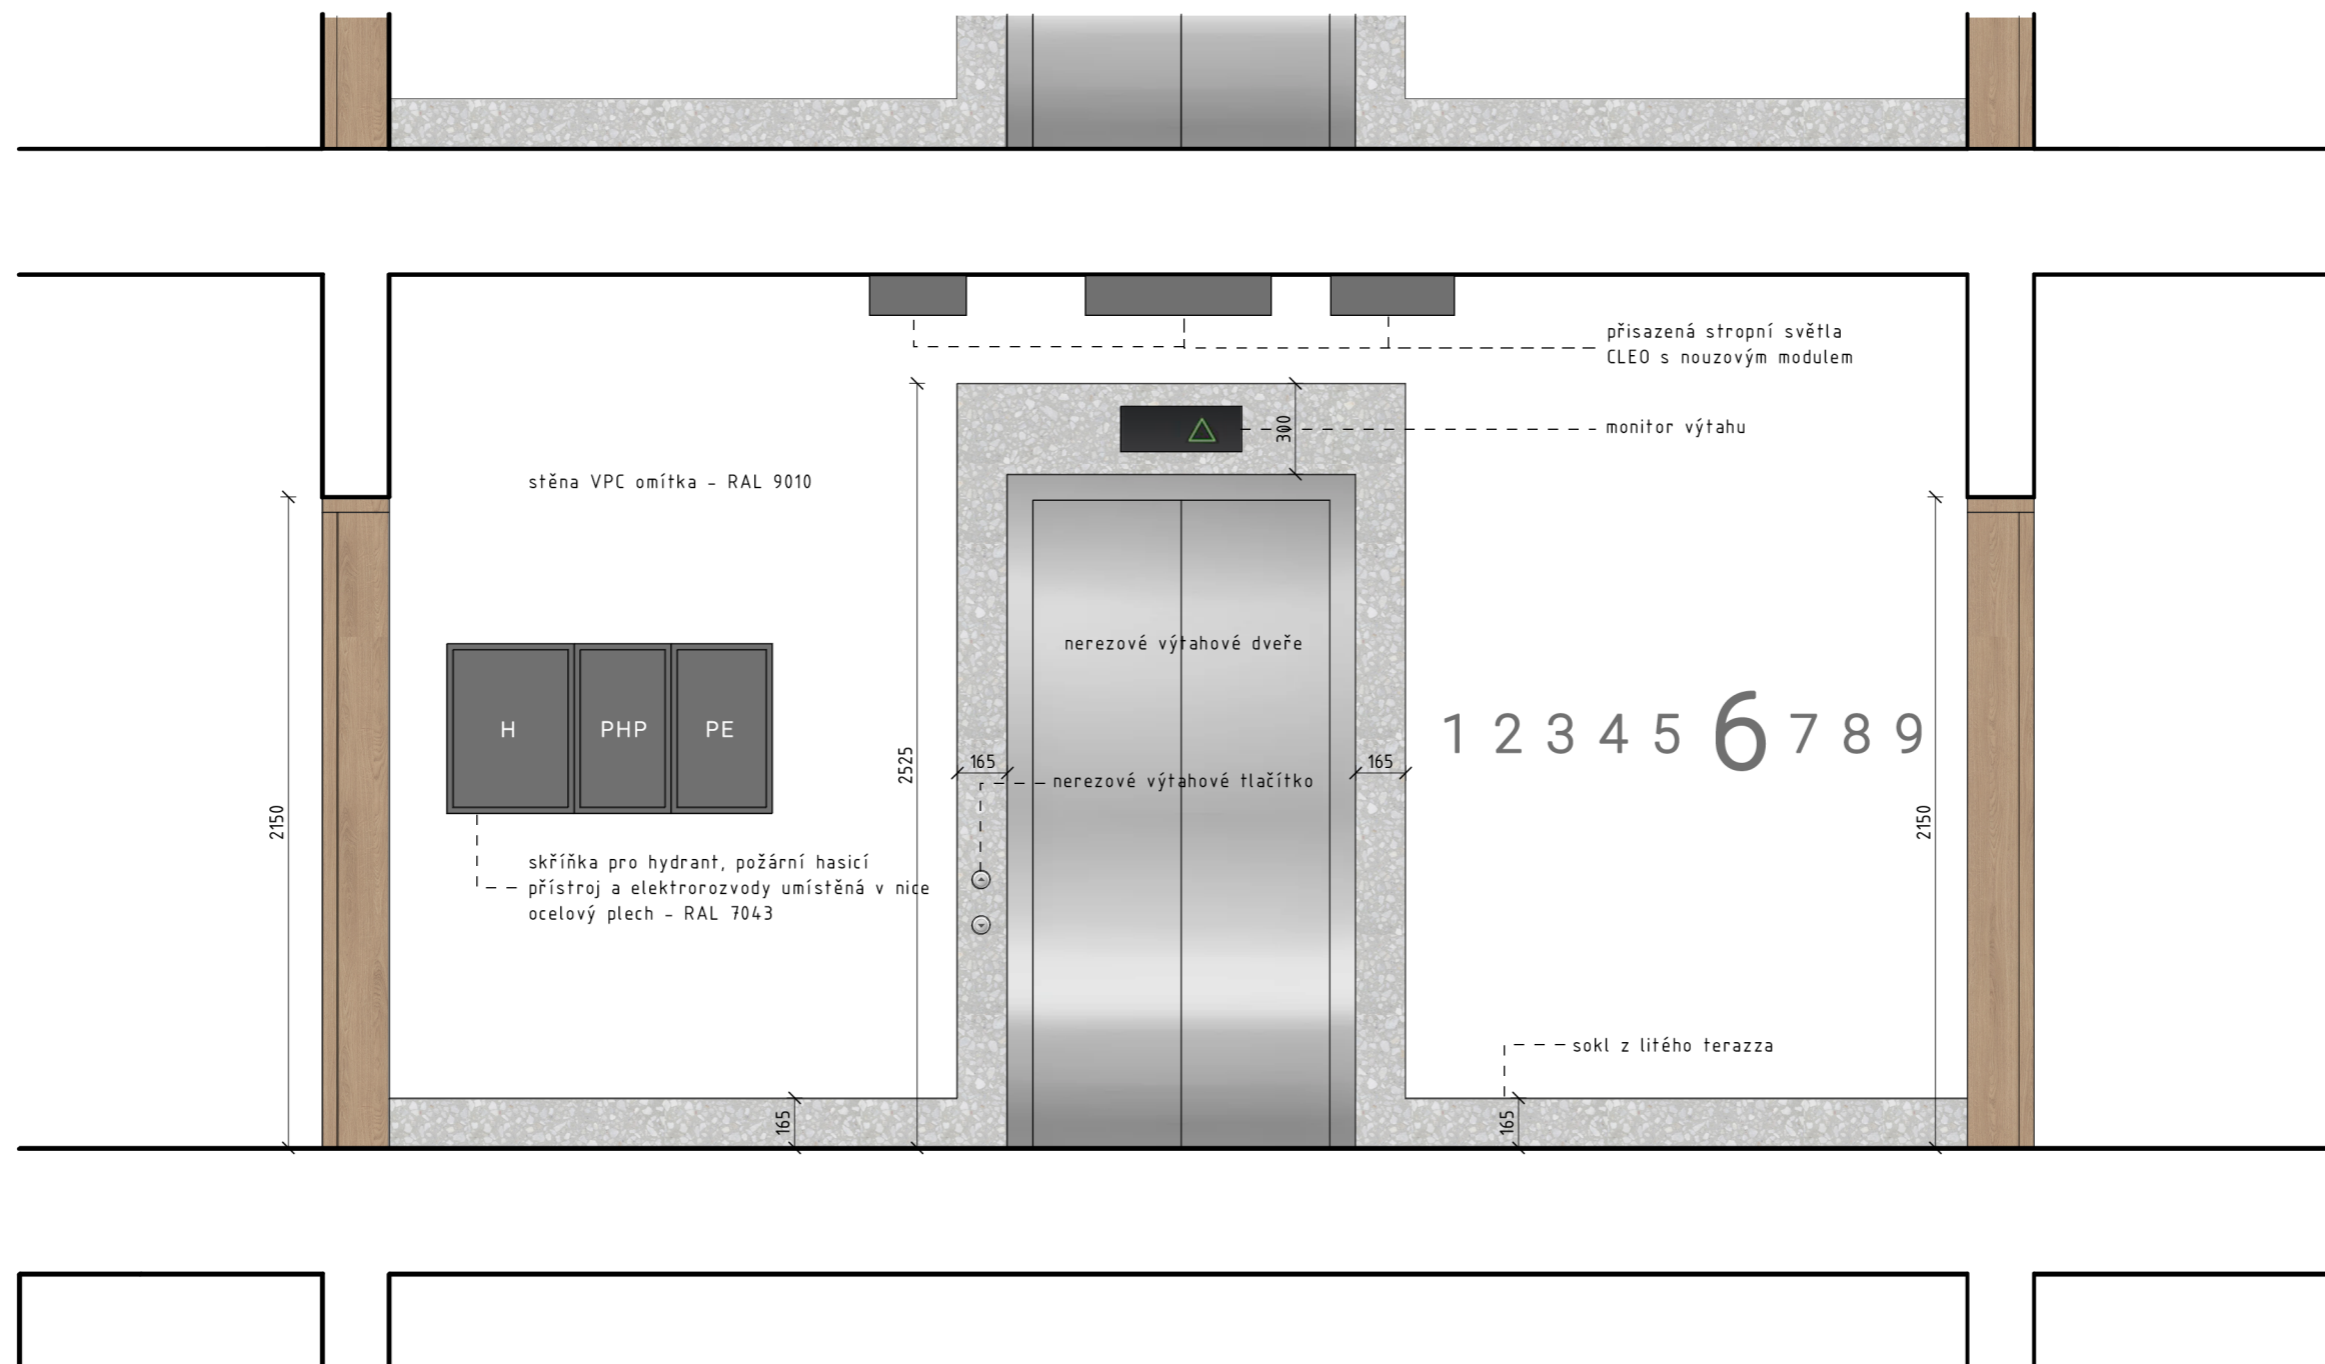 přisazená stropní světla
CLEO s nouzovým modulem
300
monitor výtahu
stěna VPC omítka - RAL 9010
nerezové výtahové dveře
H PHP PE
1 2 3 4 5 6 7 8 9
2525
165
165
nerezové výtahové tlačítko
2150
2150
skříňka pro hydrant, požární hasicí
přístroj a elektrorozvody umístěná v nice
ocelový plech - RAL 7043
sokl z litého terazza
165
165